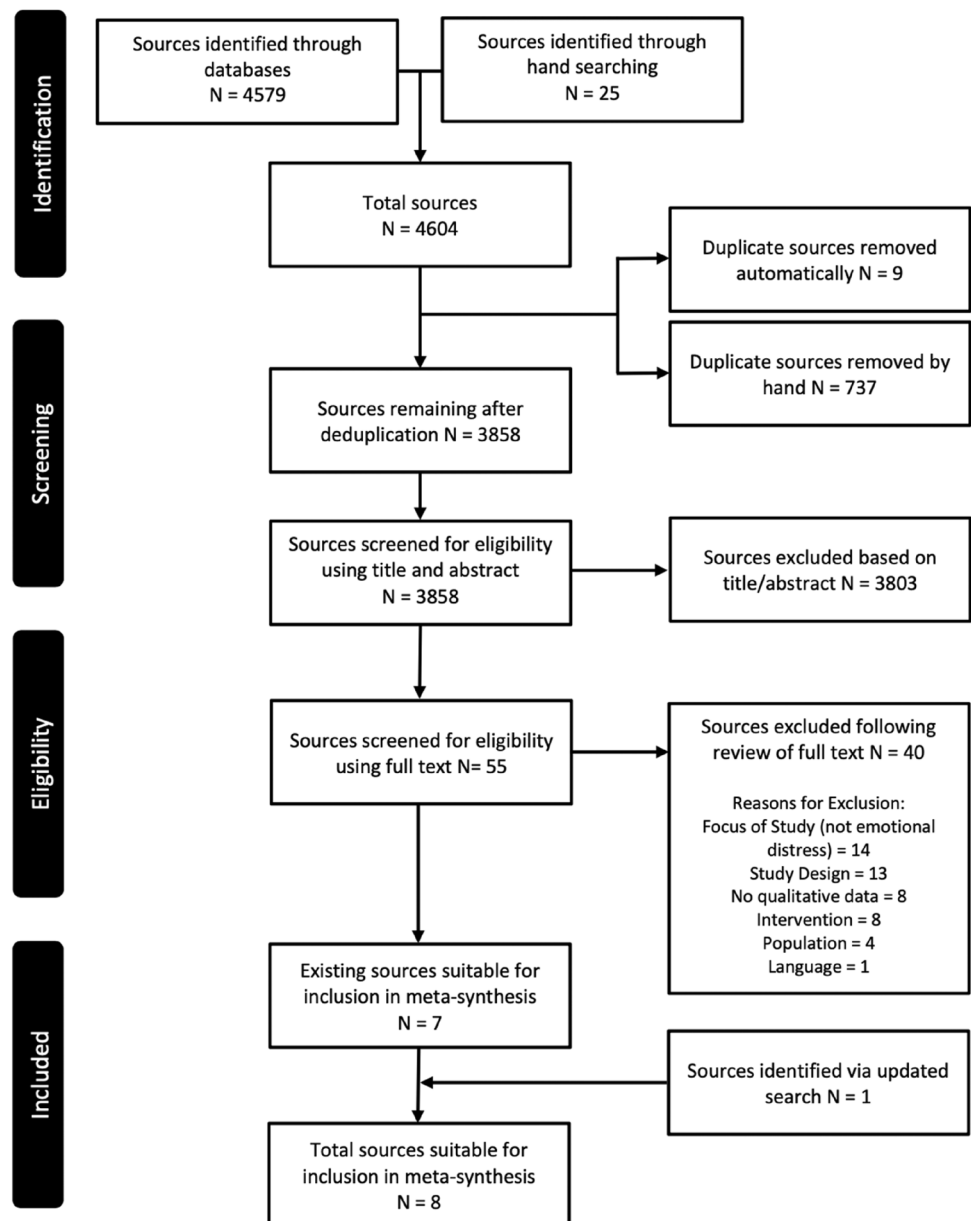 Identification
Sources identified through
databases
N = 4579
Sources identified through
hand searching
N = 25
Total sources
N = 4604
Duplicate sources removed
automatically N = 9
Duplicate sources removed by
hand N = 737
Screening
Sources remaining after
deduplication N = 3858
Sources screened for eligibility
using title and abstract
N = 3858
Sources excluded based on
title/abstract N = 3803
Eligibility
Sources screened for eligibility
using full text N= 55
Sources excluded following
review of full text N = 40
Reasons for Exclusion:
Focus of Study (not emotional
distress) = 14
Study Design = 13
No qualitative data = 8
Intervention = 8
Population = 4
Language = 1
Included
Existing sources suitable for
inclusion in meta-synthesis
N = 7
Sources identified via updated
search N = 1
Total sources suitable for
inclusion in meta-synthesis
N = 8